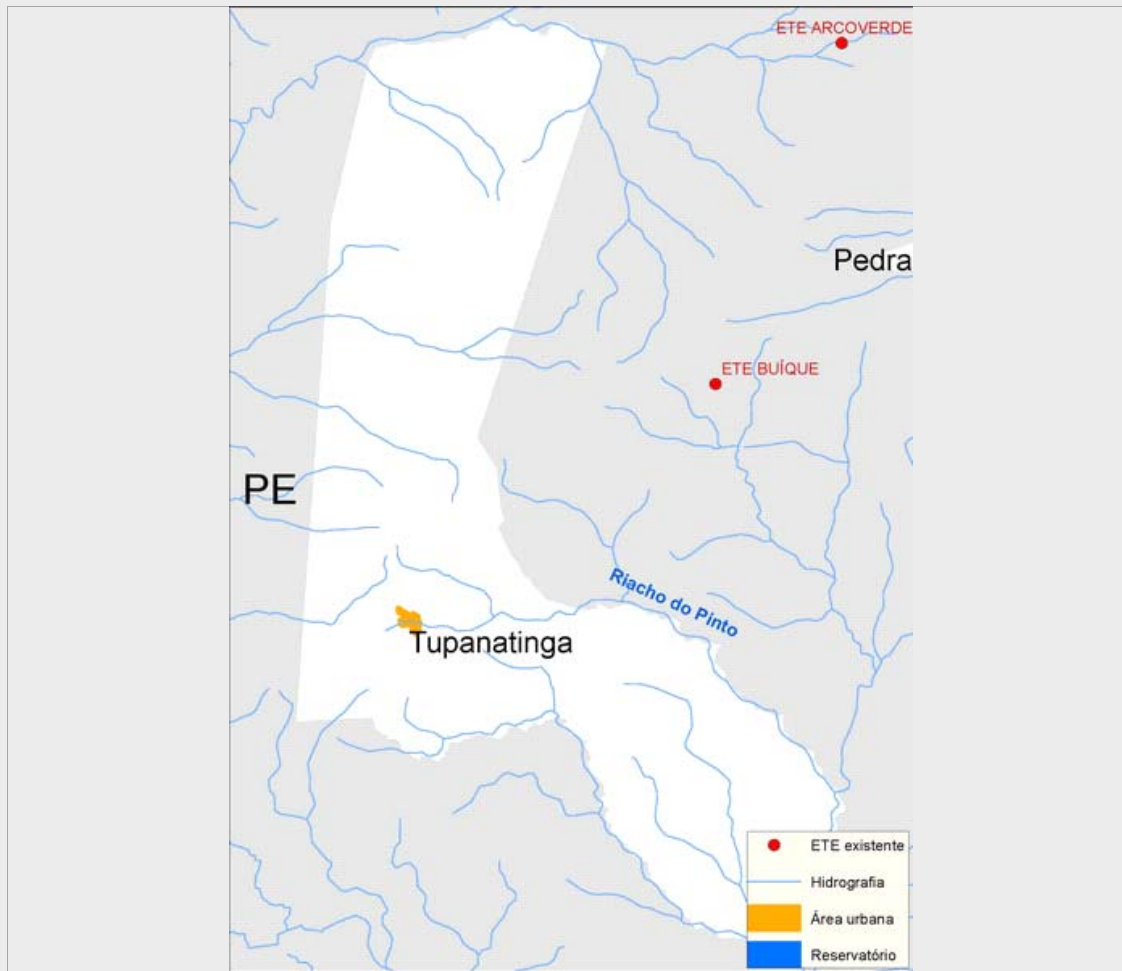 ETE ARCOVERDE
Pedra
ETE BUÍQUE
PE
Riacho do Pinto
Tupanatinga
ETE existente
Hidrografia
Área urbana
Reservatório